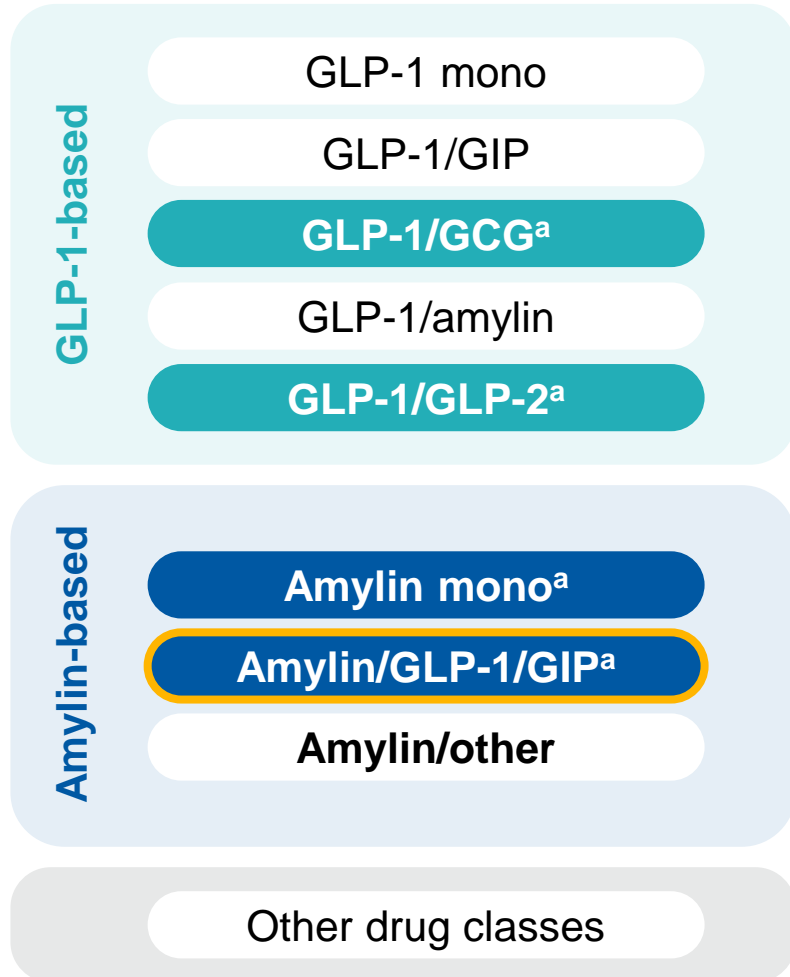 GLP-1-based
GLP-1 mono
GLP-1/GIP
GLP-1/GCGᵃ
GLP-1/amylin
GLP-1/GLP-2ᵃ
Amylin-based
Amylin monoᵃ
Amylin/GLP-1/GIPᵃ
Amylin/other
Other drug classes